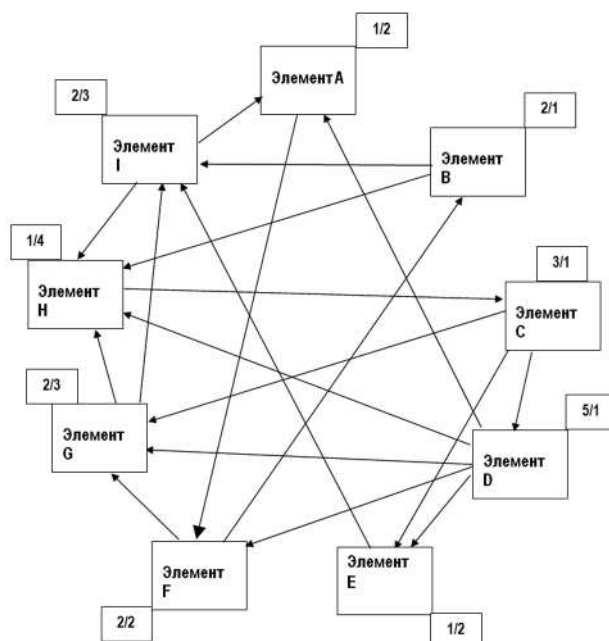 1/2
Элемент A
2/3
Элемент
I
2/1
Элемент
B
1/4
Элемент
H
3/1
Элемент
C
2/3
Элемент
G
5/1
Элемент
D
Элемент
F
2/2
Элемент
E
1/2